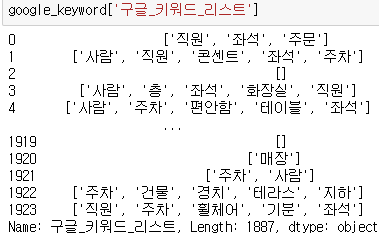 google_keyword['구글_키워드_리스트']
0 ['직원', '좌석', '주문']
1 ['사람', '직원', '콘센트', '좌석', '주차']
2 []
3 ['사람', '층', '좌석', '화장실', '직원']
4 ['사람', '주차', '편안함', '테이블', '좌석']
...
1919 []
1920 ['매장']
1921 ['주차', '사람']
1922 ['주차', '건물', '경치', '테라스', '지하']
1923 ['직원', '주차', '휠체어', '기분', '좌석']
Name: 구글_키워드_리스트, Length: 1887, dtype: object